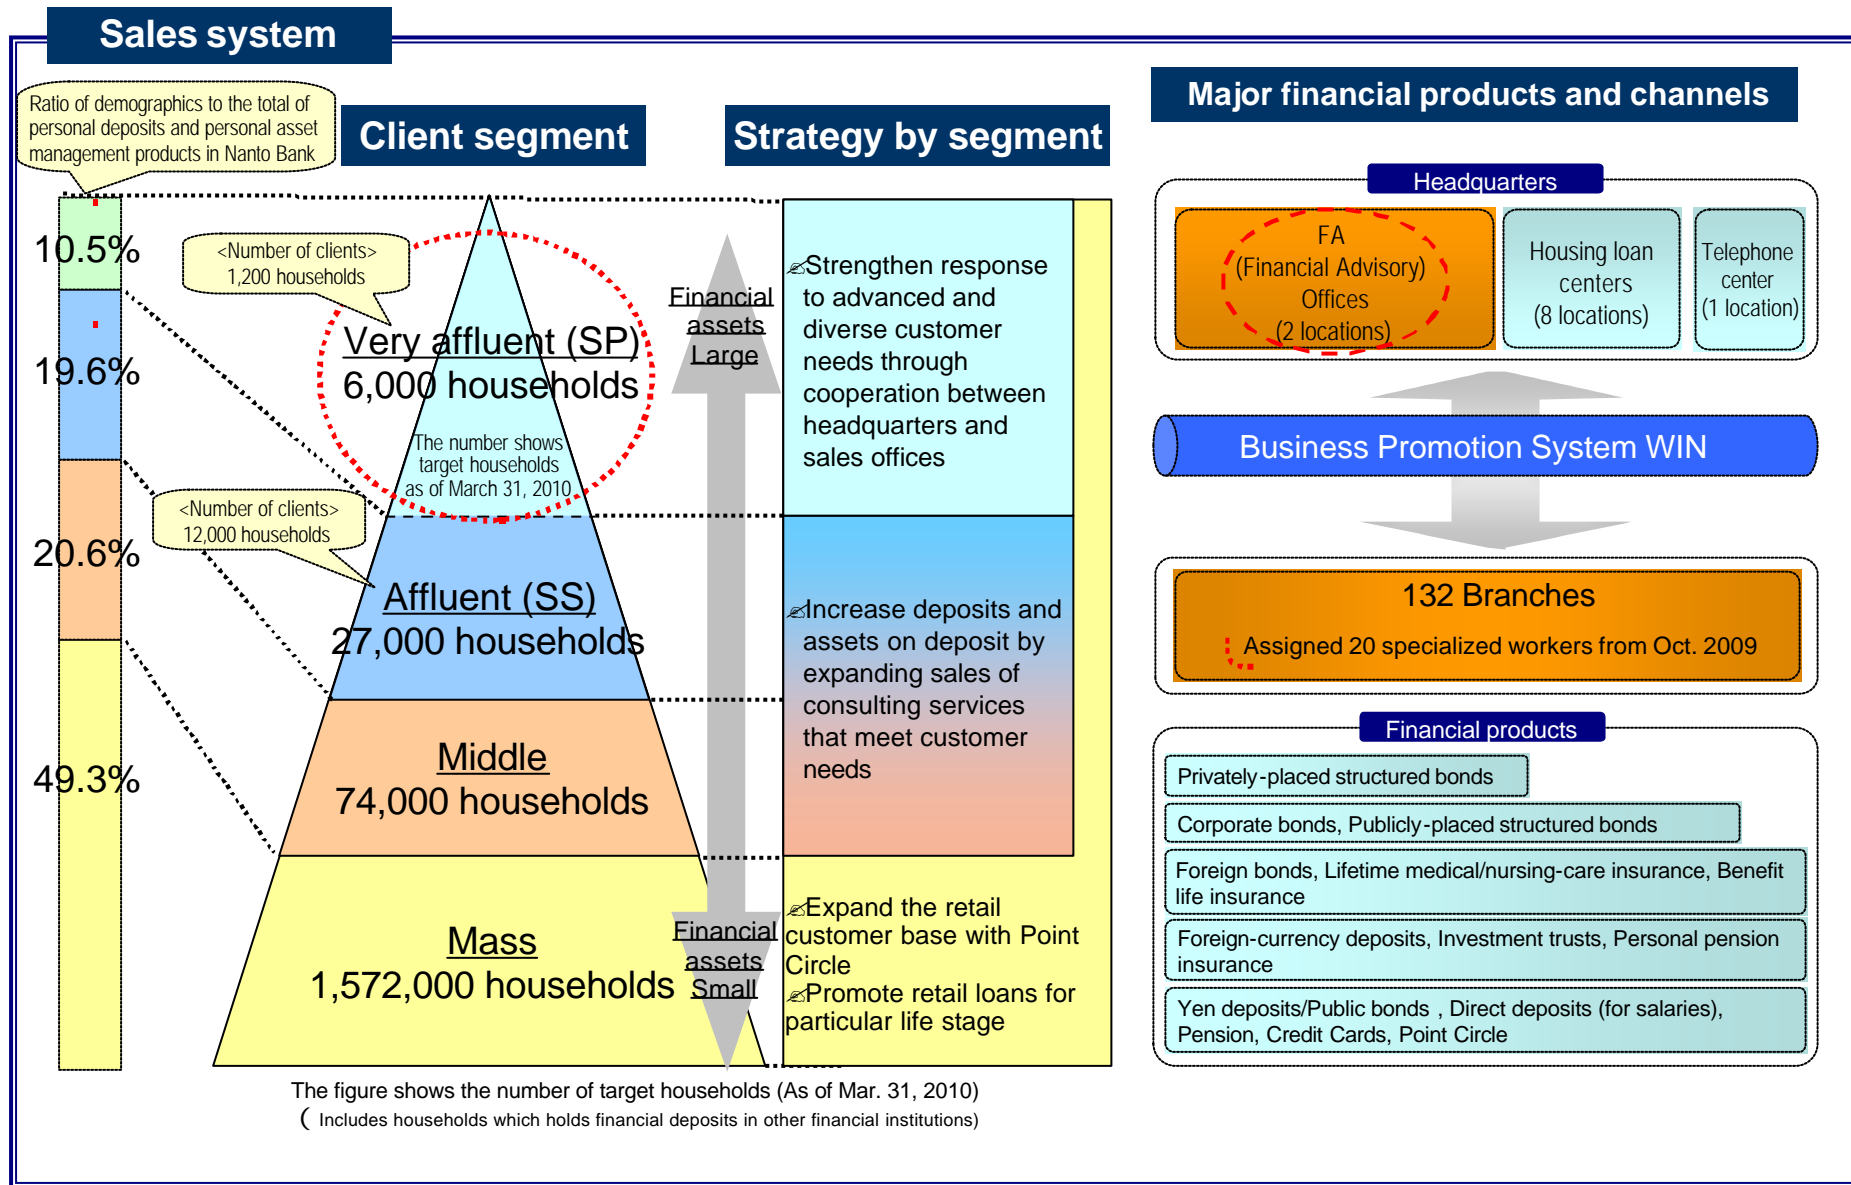 Sales system
Ratio of demographics to the total of
personal deposits and personal asset
management products in Nanto Bank
Client segment
Strategy by segment
Major financial products and channels
10.5%
19.6%
20.6%
49.3%
<Number of clients>
1,200 households
Very affluent (SP)
6,000 households
The number shows
target households
as of March 31, 2010
<Number of clients>
12,000 households
Affluent (SS)
27,000 households
Middle
74,000 households
Mass
1,572,000 households
Financial
assets
Large
Financial
assets
Small
Strengthen response
to advanced and
diverse customer
needs through
cooperation between
headquarters and
sales offices
Increase deposits and
assets on deposit by
expanding sales of
consulting services
that meet customer
needs
Expand the retail
customer base with Point
Circle
Promote retail loans for
particular life stage
The figure shows the number of target households (As of Mar. 31, 2010)
( Includes households which holds financial deposits in other financial institutions)
Headquarters
FA
(Financial Advisory)
Offices
(2 locations)
Housing loan
centers
(8 locations)
Telephone
center
(1 location)
Business Promotion System WIN
132 Branches
Assigned 20 specialized workers from Oct. 2009
Financial products
Privately-placed structured bonds
Corporate bonds, Publicly-placed structured bonds
Foreign bonds, Lifetime medical/nursing-care insurance, Benefit
life insurance
Foreign-currency deposits, Investment trusts, Personal pension
insurance
Yen deposits/Public bonds , Direct deposits (for salaries),
Pension, Credit Cards, Point Circle